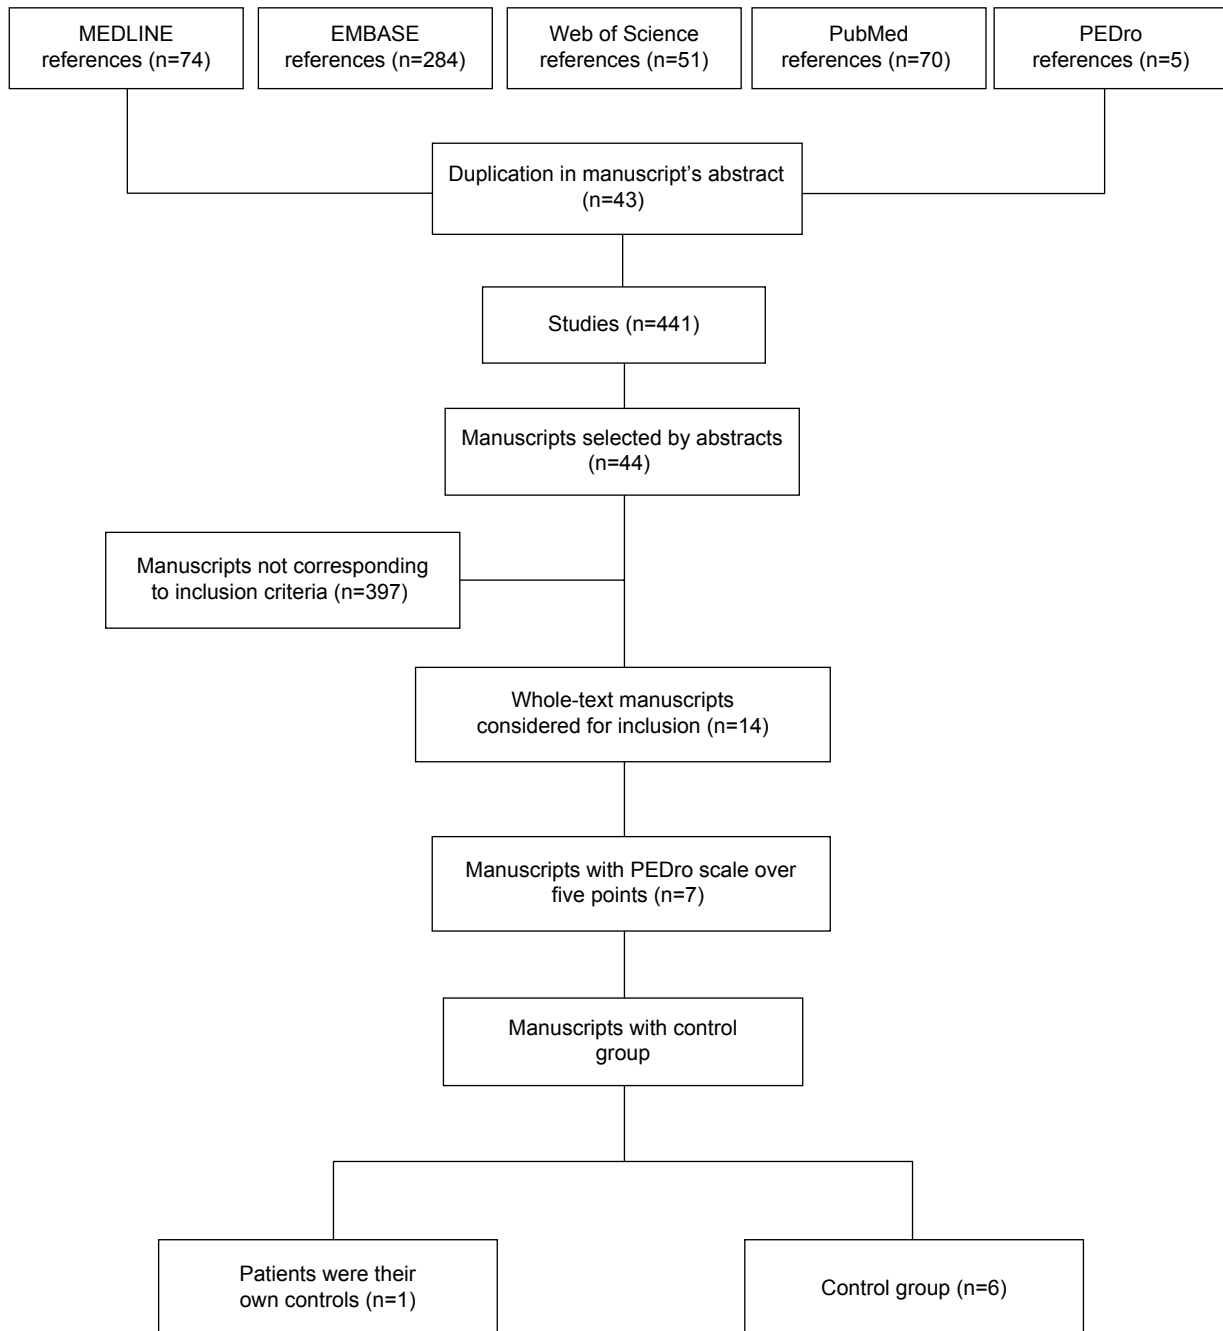 MEDLINE
references (n=74)
EMBASE
references (n=284)
Web of Science
references (n=51)
PubMed
references (n=70)
PEDro
references (n=5)
Duplication in manuscript’s abstract
(n=43)
Studies (n=441)
Manuscripts selected by abstracts
(n=44)
Manuscripts not corresponding
to inclusion criteria (n=397)
Whole-text manuscripts
considered for inclusion (n=14)
Manuscripts with PEDro scale over
five points (n=7)
Manuscripts with control
group
Patients were their
own controls (n=1)
Control group (n=6)